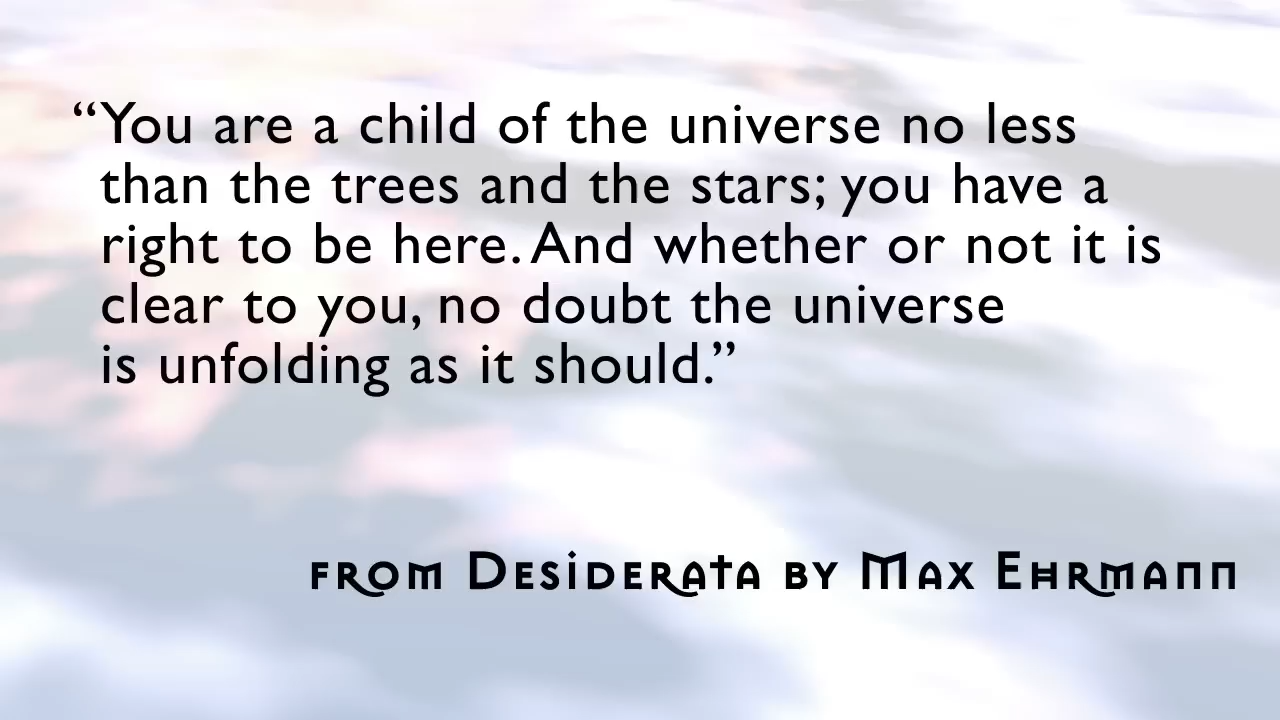 “You are a child of the universe no less
than the trees and the stars; you have a
right to be here. And whether or not it is
clear to you, no doubt the universe
is unfolding as it should.”
from Desiderata by Max Ehrmann